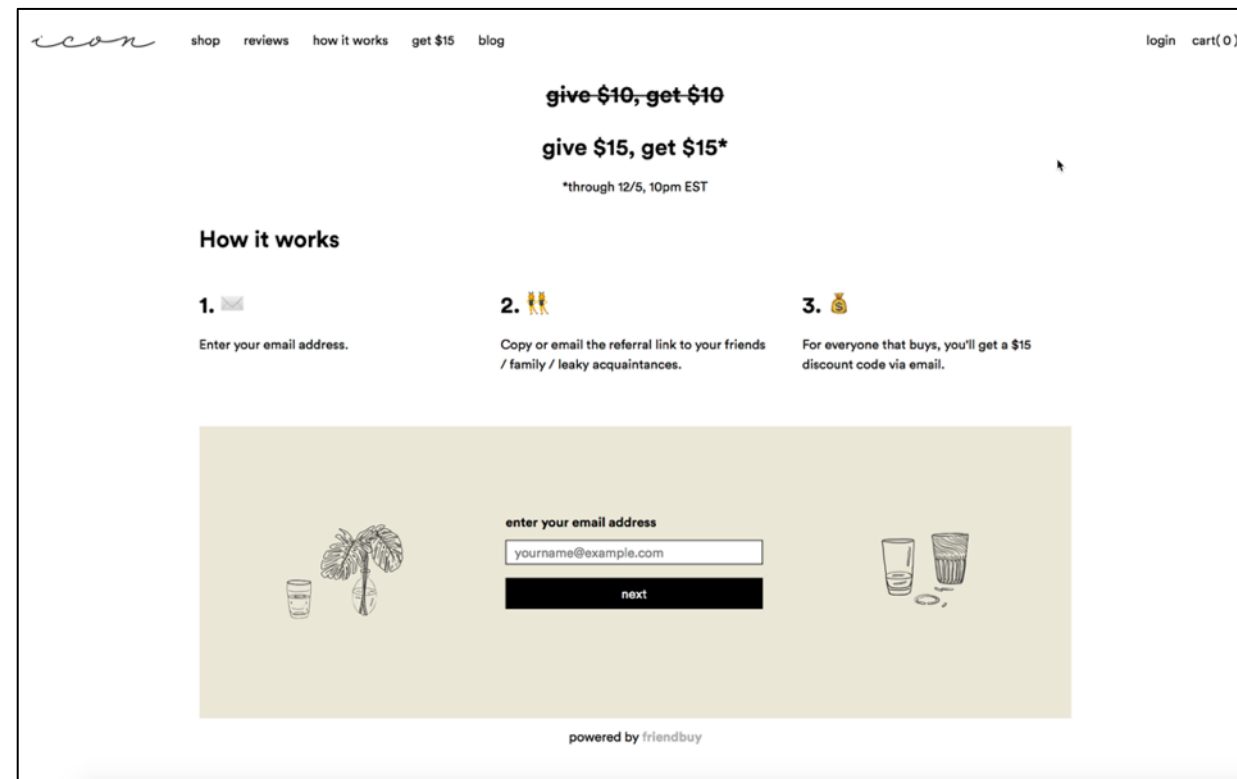 icon shop reviews how it works get $15 blog login cart( 0 )
give $10, get $10
give $15, get $15*
*through 12/5, 10pm EST
How it works
1.
Enter your email address.
2.
Copy or email the referral link to your friends
/ family / leaky acquaintances.
3.
For everyone that buys, you'll get a $15
discount code via email.
enter your email address
yourname@example.com
next
powered by friendbuy